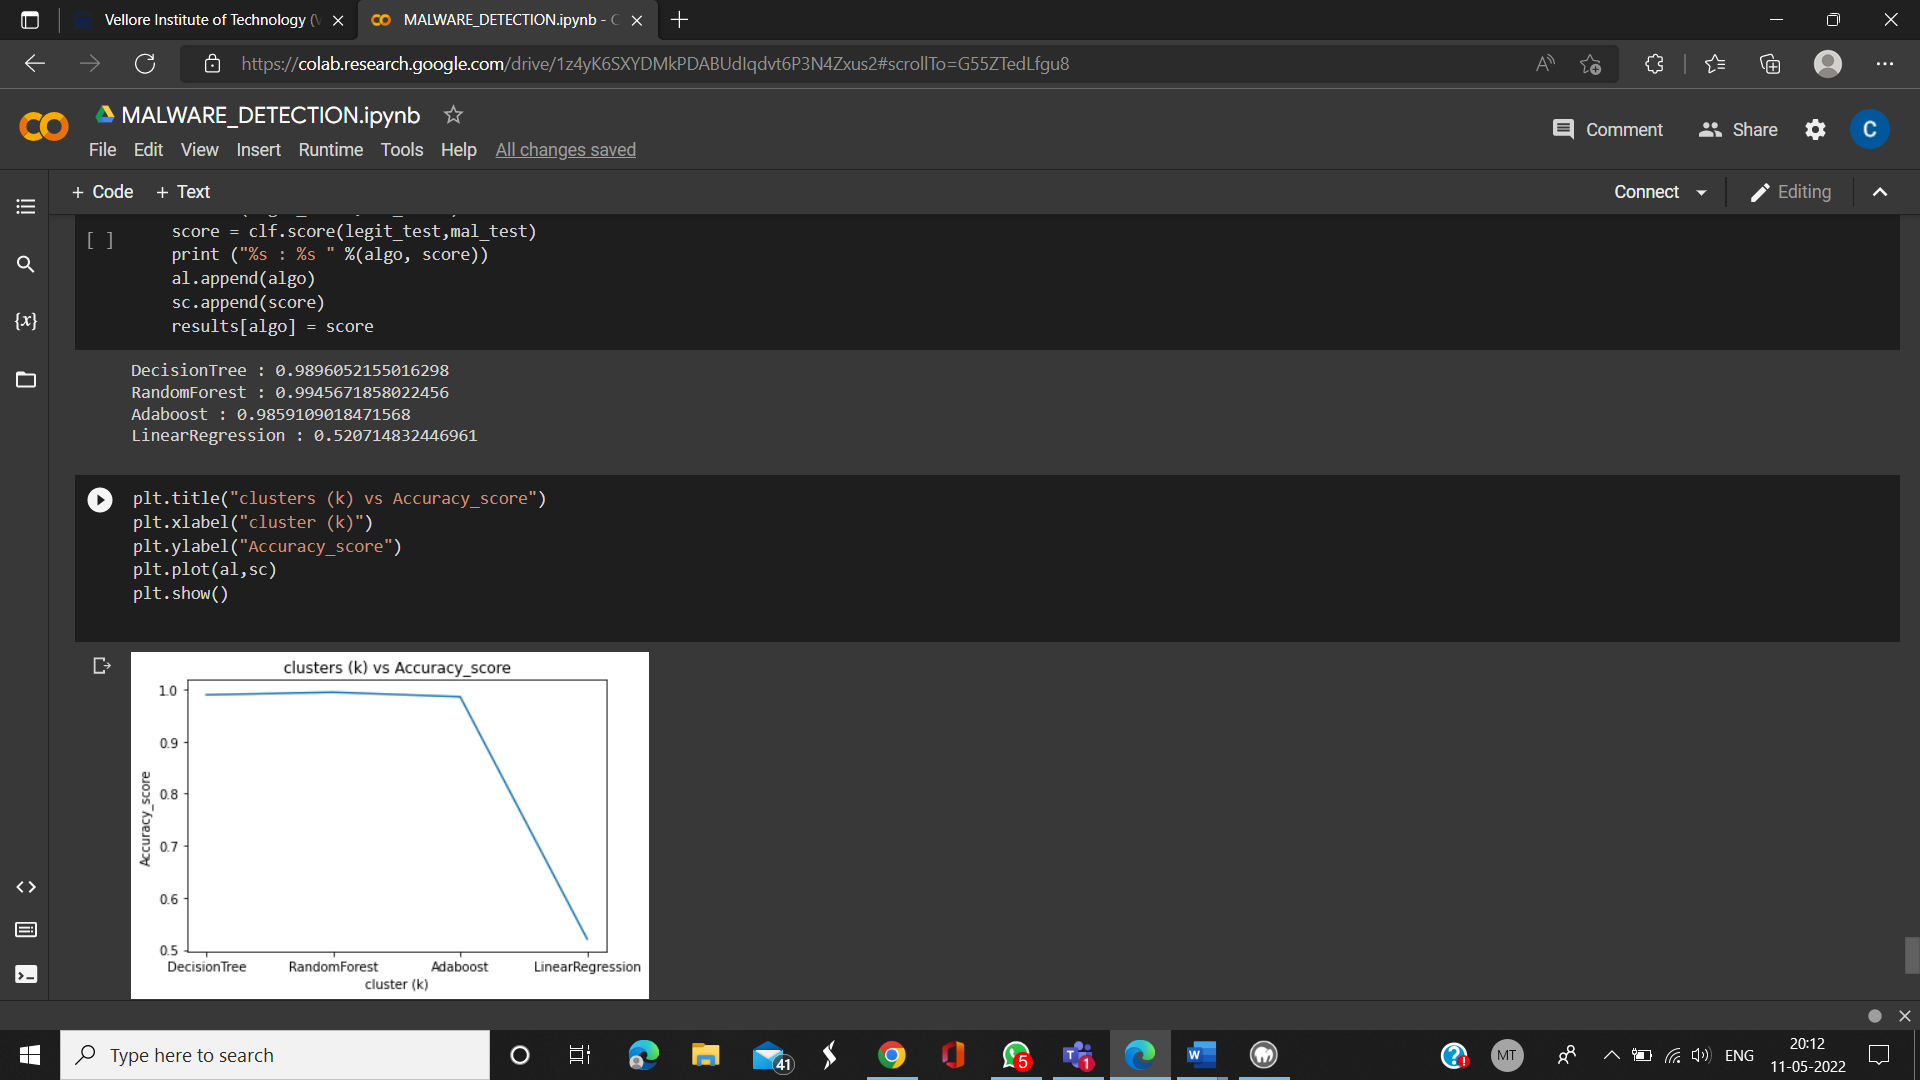 Vellore Institute of Technology (V
MALWARE_DETECTION.ipynb - C
https://colab.research.google.com/drive/1z4yK6SXYDMkPDABUdIqdvt6P3N4Zxus2#scrollTo=G55ZTedLfgu8
MALWARE_DETECTION.ipynb
Comment Share C
File Edit View Insert Runtime Tools Help All changes saved
+ Code + Text Connect Editing
[ ] score = clf.score(legit_test,mal_test)
print ("%s : %s " %(algo, score))
al.append(algo)
sc.append(score)
results[algo] = score
DecisionTree : 0.9896052155016298
RandomForest : 0.9945671858022456
Adaboost : 0.9859109018471568
LinearRegression : 0.520714832446961
plt.title("clusters (k) vs Accuracy_score")
plt.xlabel("cluster (k)")
plt.ylabel("Accuracy_score")
plt.plot(al,sc)
plt.show()
clusters (k) vs Accuracy_score
1.0
0.9
0.8
0.7
0.6
0.5
Accuracy_score
DecisionTree RandomForest Adaboost LinearRegression
cluster (k)
Type here to search
41
5
1
MT
ENG
20:12
11-05-2022